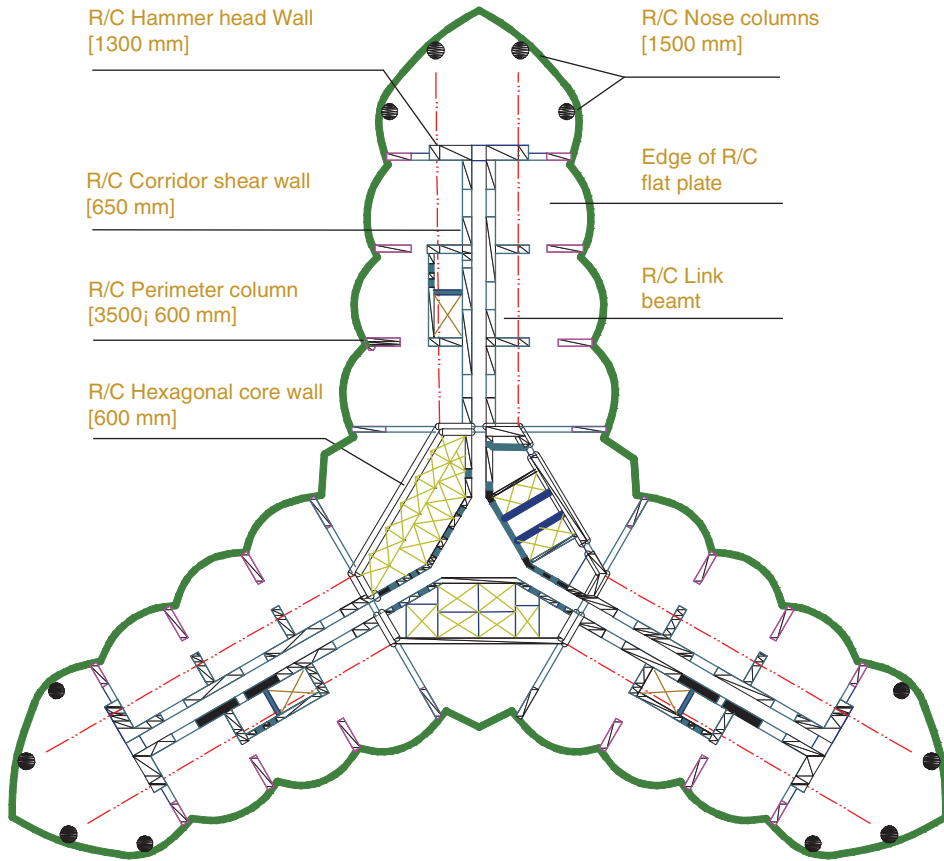 R/C Hammer head Wall
[1300 mm]
R/C Nose columns
[1500 mm]
R/C Corridor shear wall
[650 mm]
Edge of R/C
flat plate
R/C Perimeter column
[3500¡ 600 mm]
R/C Link
beamt
R/C Hexagonal core wall
[600 mm]